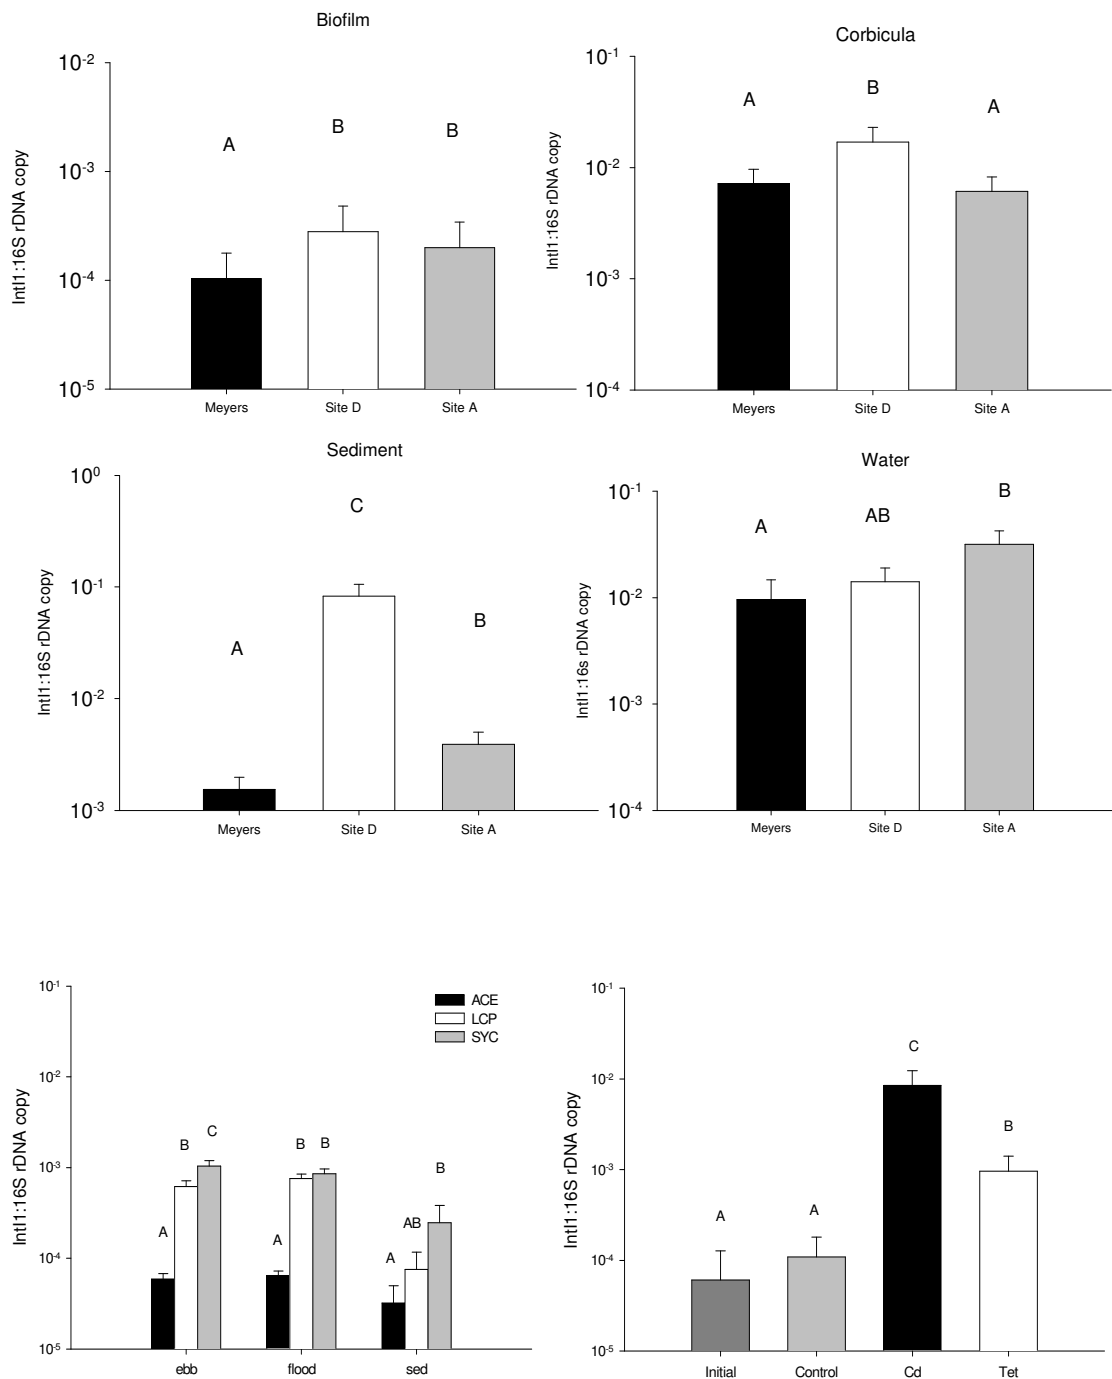 Biofilm
IntI1:16S rDNA copy
10-2
10-3
10-4
10-5
A
B
B
Meyers
Site D
Site A
Corbicula
IntI1:16S rDNA copy
10-1
10-2
10-3
10-4
A
B
A
Meyers
Site D
Site A
Sediment
IntI1:16S rDNA copy
100
10-1
10-2
10-3
A
C
B
Meyers
Site D
Site A
Water
IntI1:16s rDNA copy
10-1
10-2
10-3
10-4
A
AB
B
Meyers
Site D
Site A
IntI1:16S rDNA copy
10-1
10-2
10-3
10-4
10-5
ACE
LCP
SYC
A
B
C
A
B
B
A
AB
B
ebb
flood
sed
IntI1:16S rDNA copy
10-1
10-2
10-3
10-4
10-5
A
A
C
B
Initial
Control
Cd
Tet